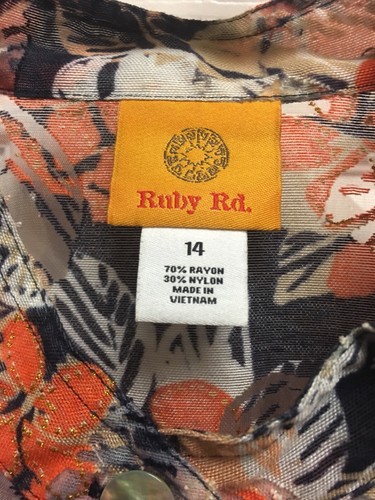 Ruby Rd.
14
70% RAYON
30% NYLON
MADE IN
VIETNAM